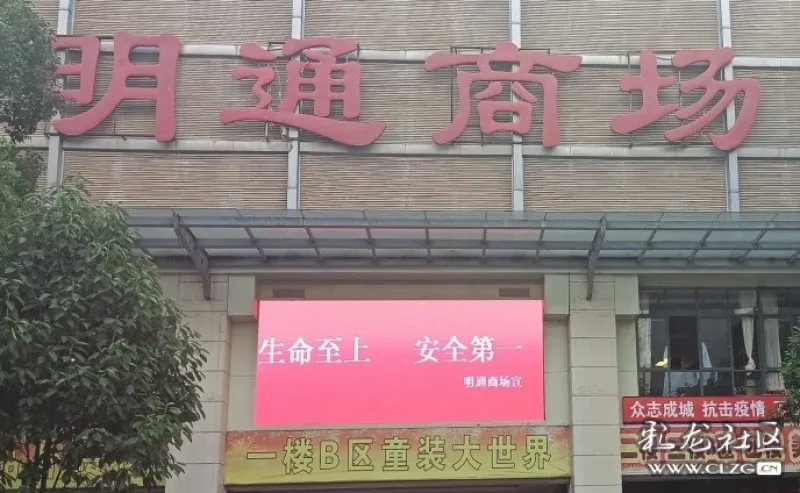 明通商场
生命至上 安全第一
明通商场宣
众志成城 抗击疫情
一楼B区童装大世界
彩龙社区
WWW.CLZG.CN